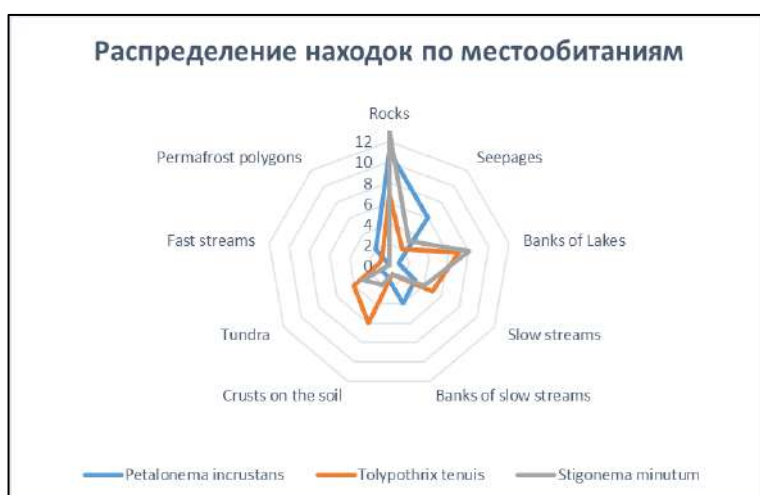 Распределение находок по местообитаниям
Rocks
12
10
8
6
4
2
0
Seepages
Banks of Lakes
Slow streams
Banks of slow streams
Crusts on the soil
Tundra
Fast streams
Permafrost polygons
Petalonema incrustans
Tolypothrix tenuis
Stigonema minutum